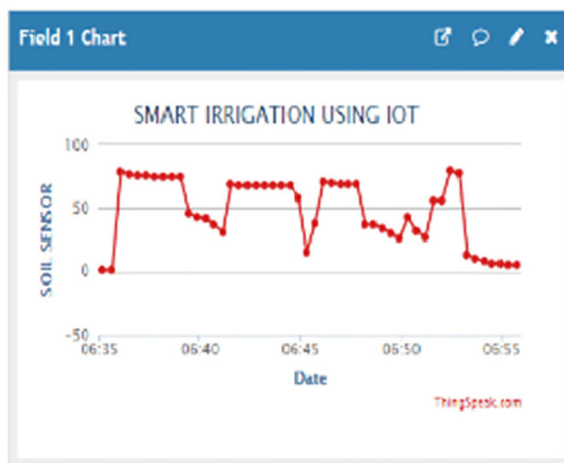 Field 1 Chart
SMART IRRIGATION USING IOT
100
50
0
-50
SOIL SENSOR
06:35 06:40 06:45 06:50 06:55
Date
ThingSpeak.com